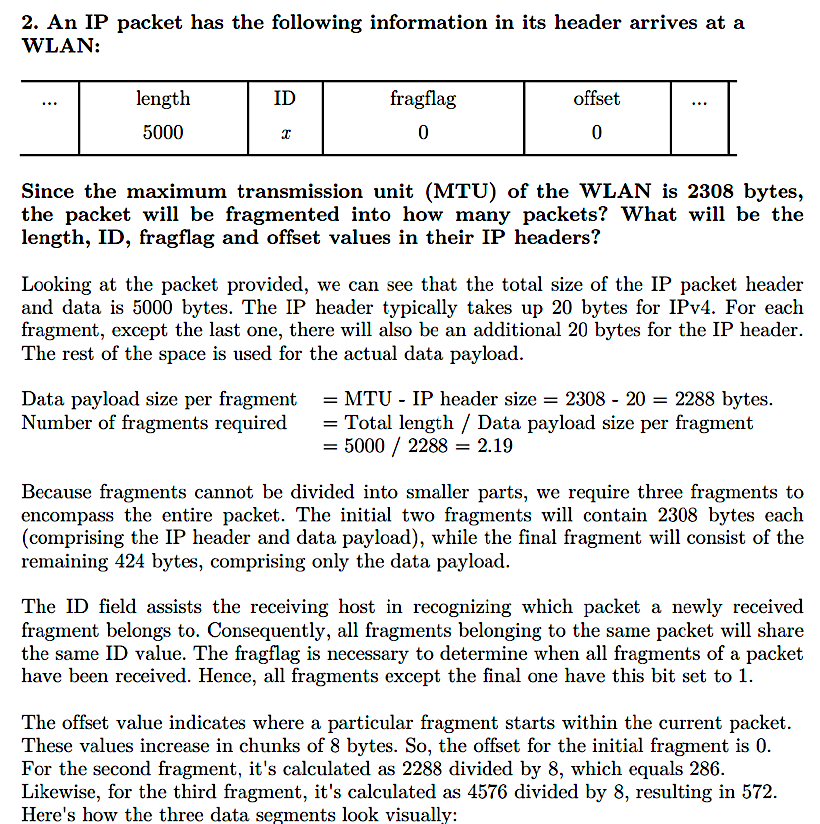 2. An IP packet has the following information in its header arrives at a
WLAN:
... length ID fragflag offset ...
5000 x 0 0
Since the maximum transmission unit (MTU) of the WLAN is 2308 bytes,
the packet will be fragmented into how many packets? What will be the
length, ID, fragflag and offset values in their IP headers?
Looking at the packet provided, we can see that the total size of the IP packet header
and data is 5000 bytes. The IP header typically takes up 20 bytes for IPv4. For each
fragment, except the last one, there will also be an additional 20 bytes for the IP header.
The rest of the space is used for the actual data payload.
Data payload size per fragment = MTU - IP header size = 2308 - 20 = 2288 bytes.
Number of fragments required = Total length / Data payload size per fragment
= 5000 / 2288 = 2.19
Because fragments cannot be divided into smaller parts, we require three fragments to
encompass the entire packet. The initial two fragments will contain 2308 bytes each
(comprising the IP header and data payload), while the final fragment will consist of the
remaining 424 bytes, comprising only the data payload.
The ID field assists the receiving host in recognizing which packet a newly received
fragment belongs to. Consequently, all fragments belonging to the same packet will share
the same ID value. The fragflag is necessary to determine when all fragments of a packet
have been received. Hence, all fragments except the final one have this bit set to 1.
The offset value indicates where a particular fragment starts within the current packet.
These values increase in chunks of 8 bytes. So, the offset for the initial fragment is 0.
For the second fragment, it's calculated as 2288 divided by 8, which equals 286.
Likewise, for the third fragment, it's calculated as 4576 divided by 8, resulting in 572.
Here's how the three data segments look visually: